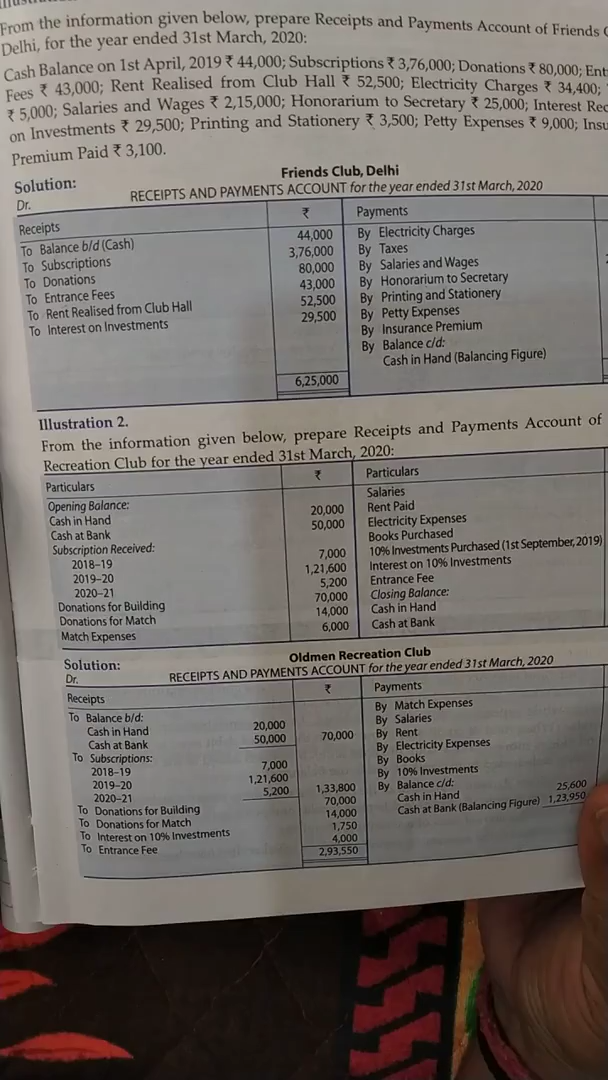 From the information given below, prepare Receipts and Payments Account of Friends
Delhi, for the year ended 31st March, 2020:
Cash Balance on 1st April, 2019 ₹ 44,000; Subscriptions ₹ 3,76,000; Donations ₹ 80,000; Ent
Fees ₹ 43,000; Rent Realised from Club Hall ₹ 52,500; Electricity Charges ₹ 34,400;
₹ 5,000; Salaries and Wages ₹ 2,15,000; Honorarium to Secretary ₹ 25,000; Interest Rec
on Investments ₹ 29,500; Printing and Stationery ₹ 3,500; Petty Expenses ₹ 9,000; Insu
Premium Paid ₹ 3,100.
Solution:
Friends Club, Delhi
Dr. RECEIPTS AND PAYMENTS ACCOUNT for the year ended 31st March, 2020
Receipts ₹ Payments
To Balance b/d (Cash) 44,000 By Electricity Charges
To Subscriptions 3,76,000 By Taxes
To Donations 80,000 By Salaries and Wages
To Entrance Fees 43,000 By Honorarium to Secretary
To Rent Realised from Club Hall 52,500 By Printing and Stationery
To Interest on Investments 29,500 By Petty Expenses
By Insurance Premium
By Balance c/d:
Cash in Hand (Balancing Figure)
6,25,000
Illustration 2.
From the information given below, prepare Receipts and Payments Account of
Recreation Club for the year ended 31st March, 2020:
Particulars ₹ Particulars
Opening Balance: Salaries
Cash in Hand 20,000 Rent Paid
Cash at Bank 50,000 Electricity Expenses
Subscription Received: Books Purchased
2018–19 7,000 10% Investments Purchased (1st September, 2019)
2019–20 1,21,600 Interest on 10% Investments
2020–21 5,200 Entrance Fee
Donations for Building 70,000 Closing Balance:
Donations for Match 14,000 Cash in Hand
Match Expenses 6,000 Cash at Bank
Solution: Oldmen Recreation Club
Dr. RECEIPTS AND PAYMENTS ACCOUNT for the year ended 31st March, 2020
Receipts ₹ Payments
To Balance b/d: By Match Expenses
Cash in Hand 20,000 By Salaries
Cash at Bank 50,000 70,000 By Rent
To Subscriptions: By Electricity Expenses
2018–19 7,000 By Books
2019–20 1,21,600 By 10% Investments
2020–21 5,200 1,33,800 By Balance c/d:
To Donations for Building 70,000 Cash in Hand 25,600
To Donations for Match 14,000 Cash at Bank (Balancing Figure) 1,23,950
To Interest on 10% Investments 1,750
To Entrance Fee 4,000
2,93,550